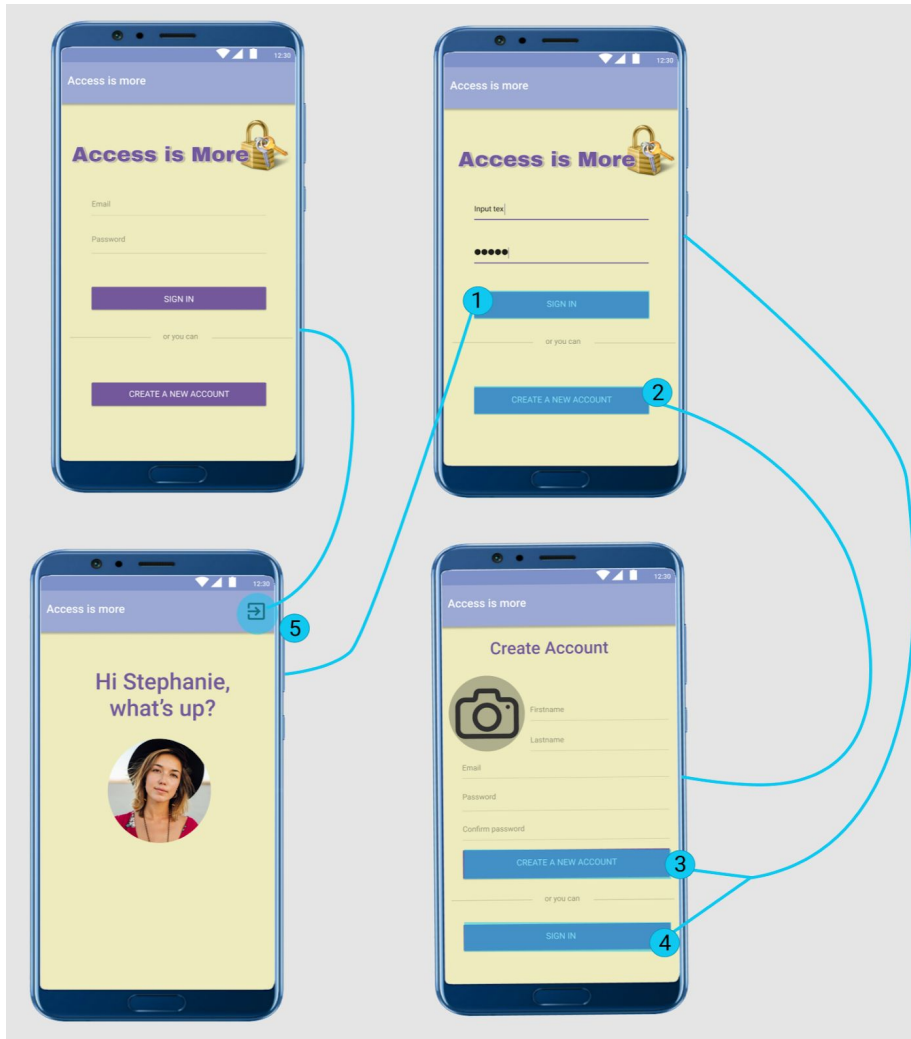 12:30
Access is more
Access is More
Email
Password
SIGN IN
or you can
CREATE A NEW ACCOUNT
12:30
Access is more
Access is More
Input tex
1
SIGN IN
or you can
CREATE A NEW ACCOUNT
2
12:30
Access is more
5
Hi Stephanie,
what's up?
12:30
Access is more
Create Account
Firstname
Lastname
Email
Password
Confirm password
CREATE A NEW ACCOUNT
3
or you can
SIGN IN
4